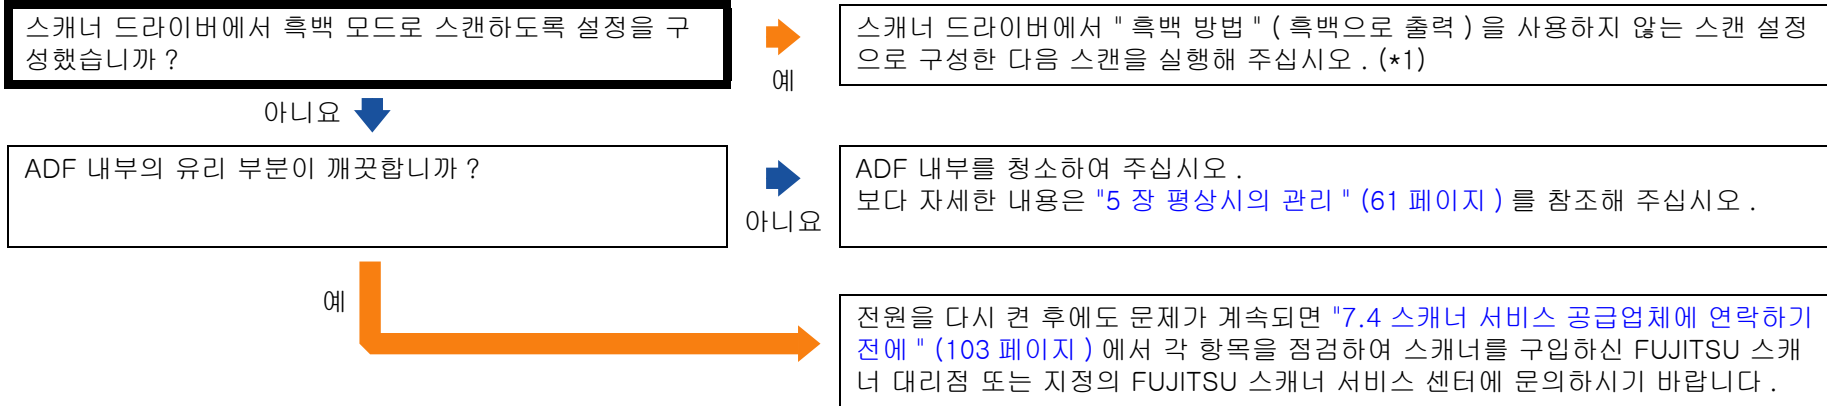 스캐너 드라이버에서 흑백 모드로 스캔하도록 설정을 구
성했습니까 ?
예
스캐너 드라이버에서 " 흑백 방법 " ( 흑백으로 출력 ) 을 사용하지 않는 스캔 설정
으로 구성한 다음 스캔을 실행해 주십시오 . (*1)
아니요
ADF 내부의 유리 부분이 깨끗합니까 ?
아니요
ADF 내부를 청소하여 주십시오 .
보다 자세한 내용은 "5 장 평상시의 관리 " (61 페이지 ) 를 참조해 주십시오 .
예
전원을 다시 켠 후에도 문제가 계속되면 "7.4 스캐너 서비스 공급업체에 연락하기
전에 " (103 페이지 ) 에서 각 항목을 점검하여 스캐너를 구입하신 FUJITSU 스캐
너 대리점 또는 지정의 FUJITSU 스캐너 서비스 센터에 문의하시기 바랍니다 .